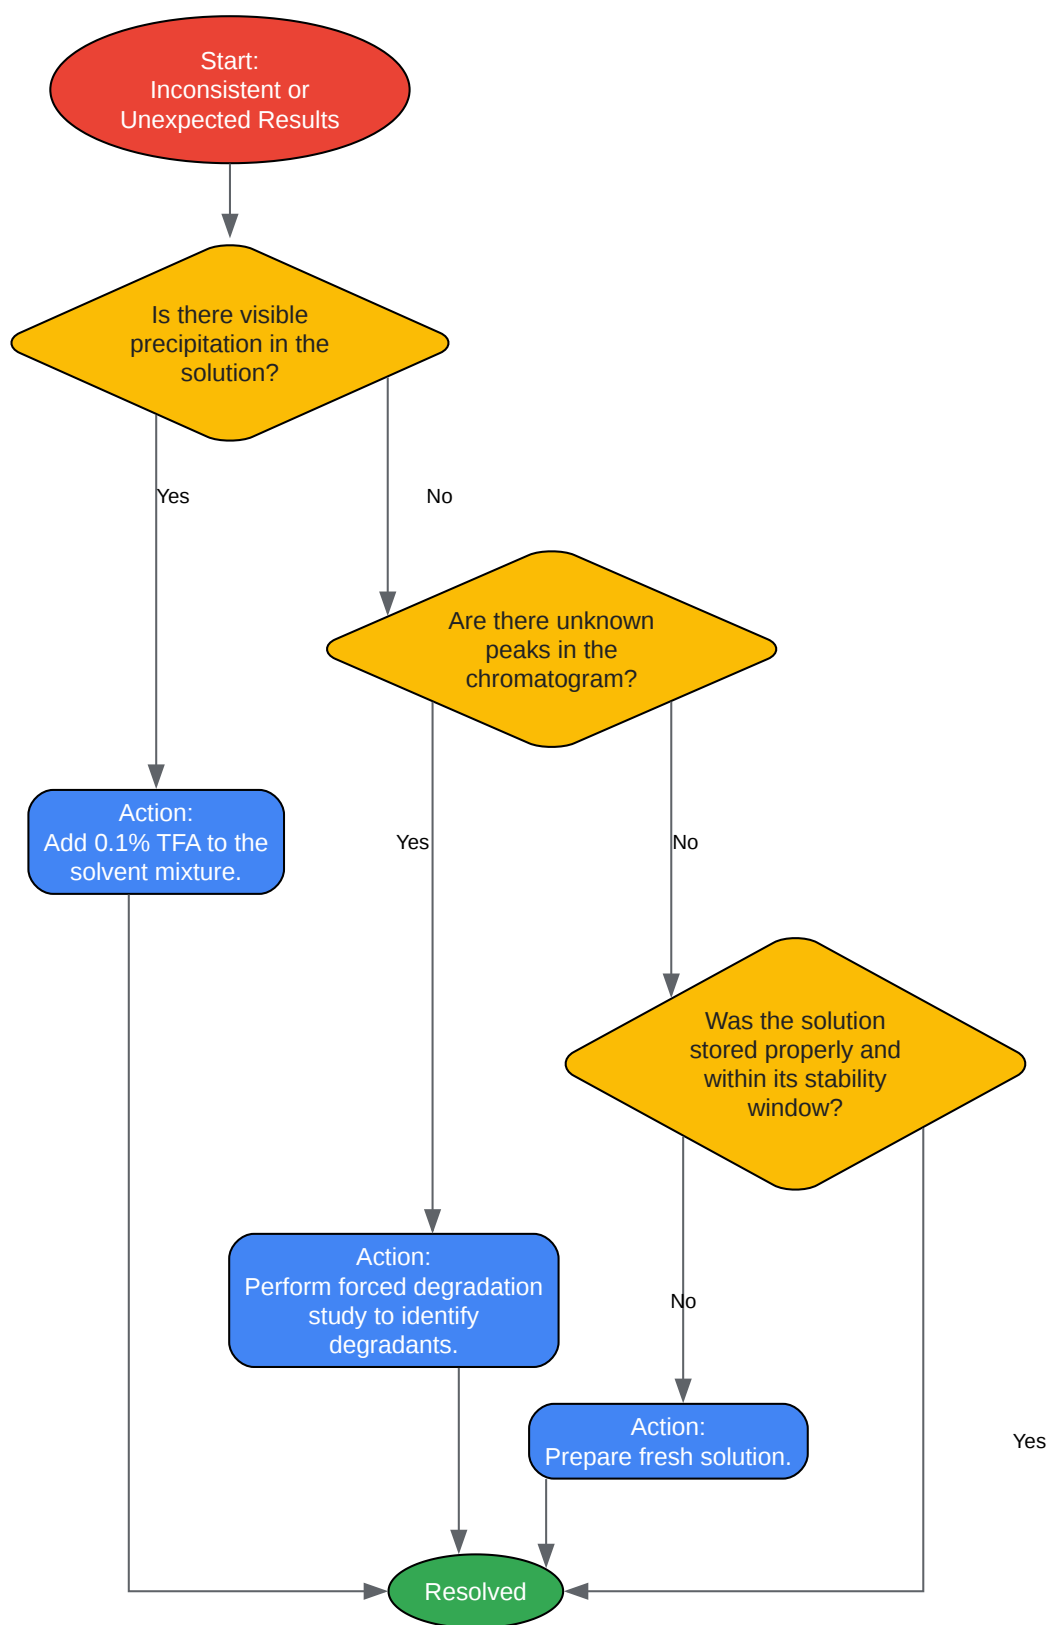 Start:
Inconsistent or
Unexpected Results
Is there visible
precipitation in the
solution?
Yes
No
Are there unknown
peaks in the
chromatogram?
Action:
Add 0.1% TFA to the
solvent mixture.
Yes
No
Was the solution
stored properly and
within its stability
window?
Action:
Perform forced degradation
study to identify
degradants.
No
Action:
Prepare fresh solution.
Yes
Resolved